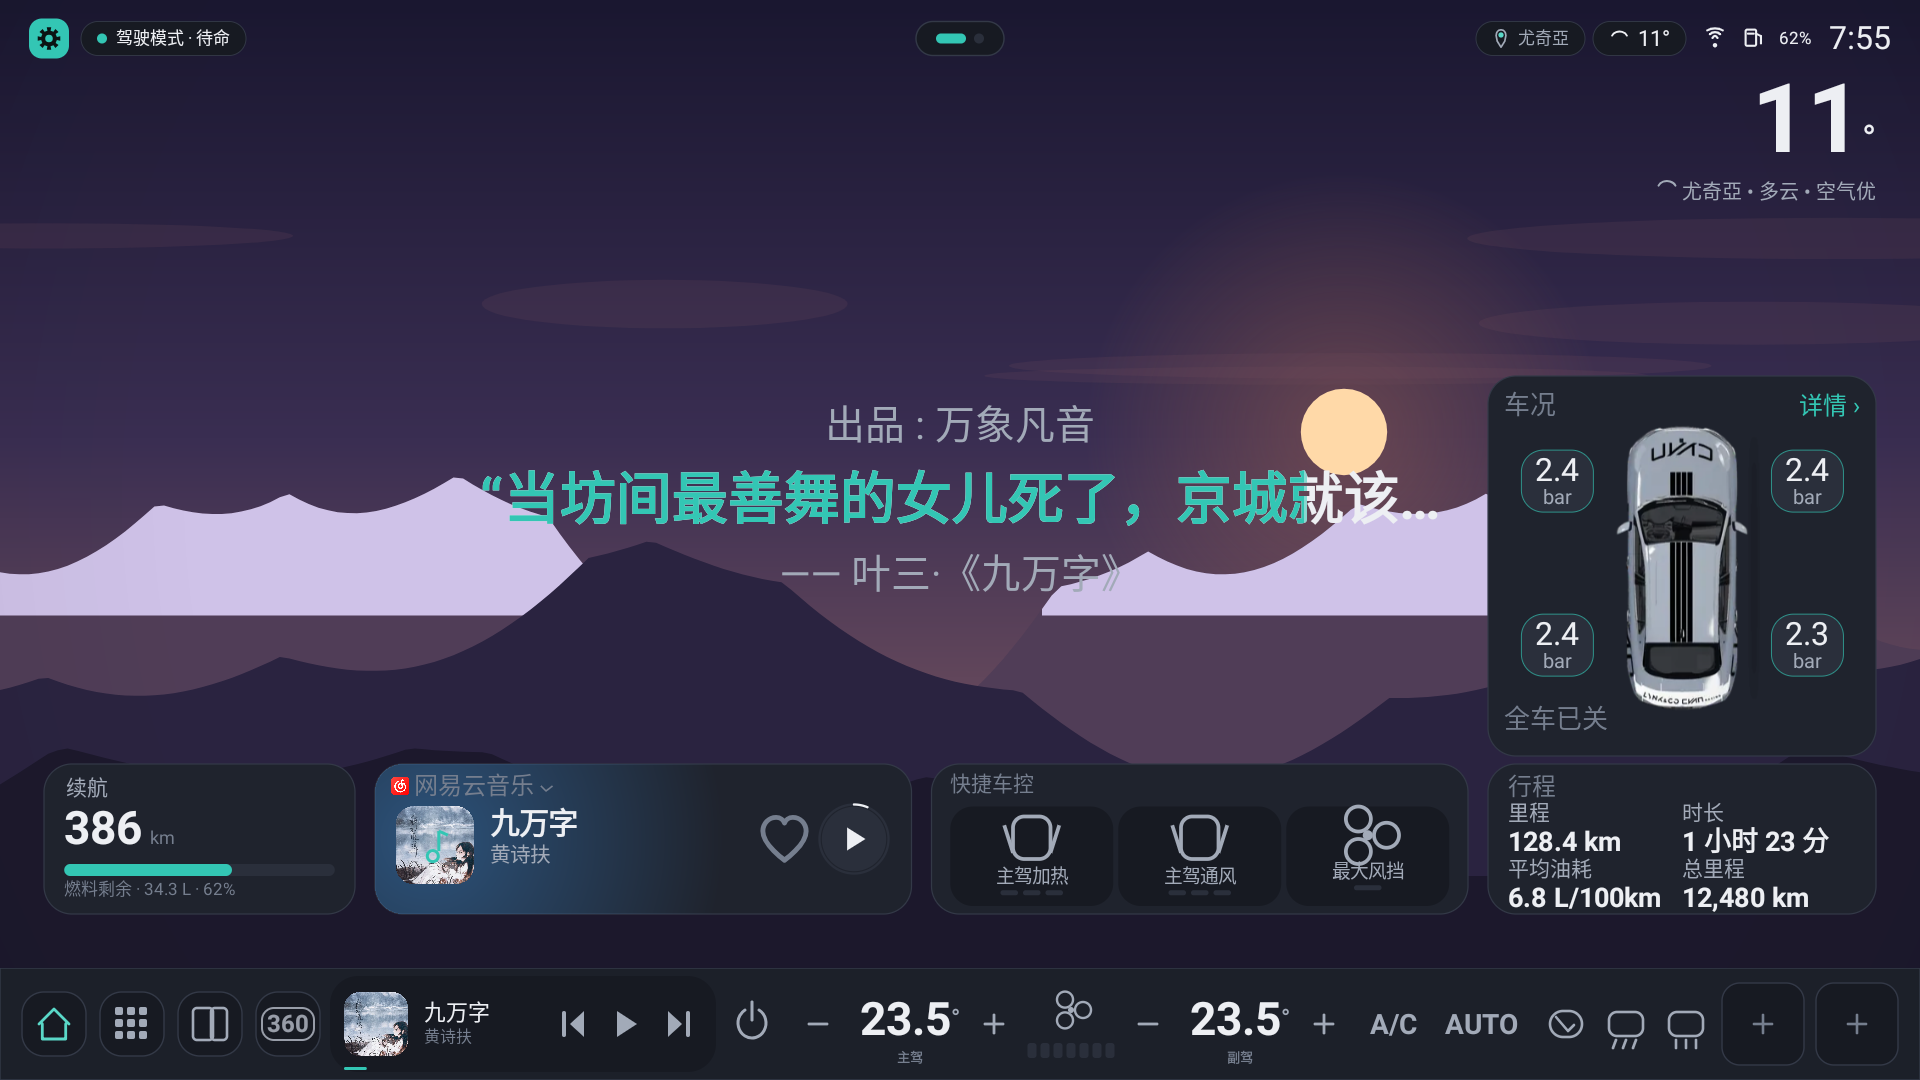 驾驶模式 · 待命
尤奇亞
11°
62%
7:55
11°
尤奇亞 • 多云 • 空气优
出品 : 万象凡音
“当坊间最善舞的女儿死了，京城就该...
—— 叶三·《九万字》
车况
详情 ›
2.4 bar
2.4 bar
2.4 bar
2.3 bar
全车已关
续航
386 km
燃料剩余 · 34.3 L · 62%
网易云音乐
九万字
黄诗扶
快捷车控
主驾加热
主驾通风
最大风挡
行程
里程
128.4 km
时长
1 小时 23 分
平均油耗
6.8 L/100km
总里程
12,480 km
360
九万字
黄诗扶
− 23.5° +
主驾
− 23.5° +
副驾
A/C
AUTO
+
+